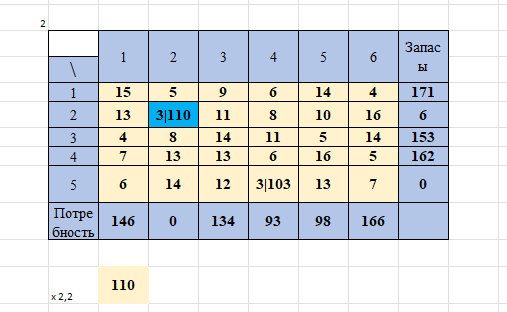 2
1 2 3 4 5 6 Запас
ы
\
1 15 5 9 6 14 4 171
2 13 3|110 11 8 10 16 6
3 4 8 14 11 5 14 153
4 7 13 13 6 16 5 162
5 6 14 12 3|103 13 7 0
Потре
бность 146 0 134 93 98 166
110
x 2,2